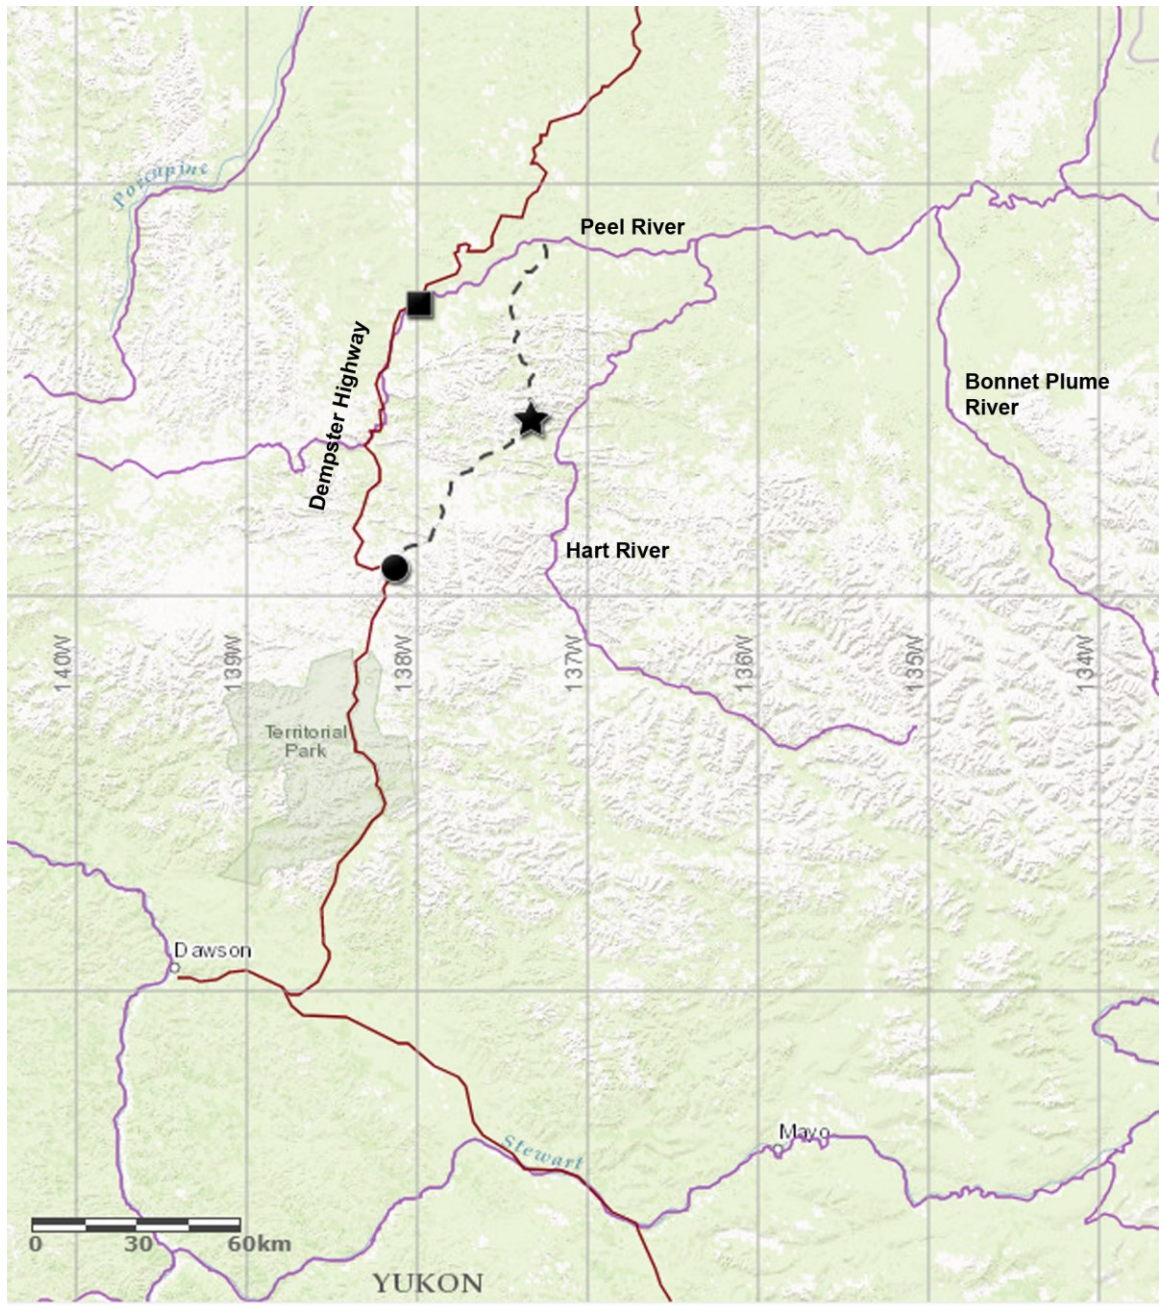 Porcupine
Peel River
Dempster Highway
Bonnet Plume
River
Hart River
140W
139W
138W
137W
136W
135W
134W
Territorial
Park
Dawson
Mayo
Stewart
0 30 60km
YUKON